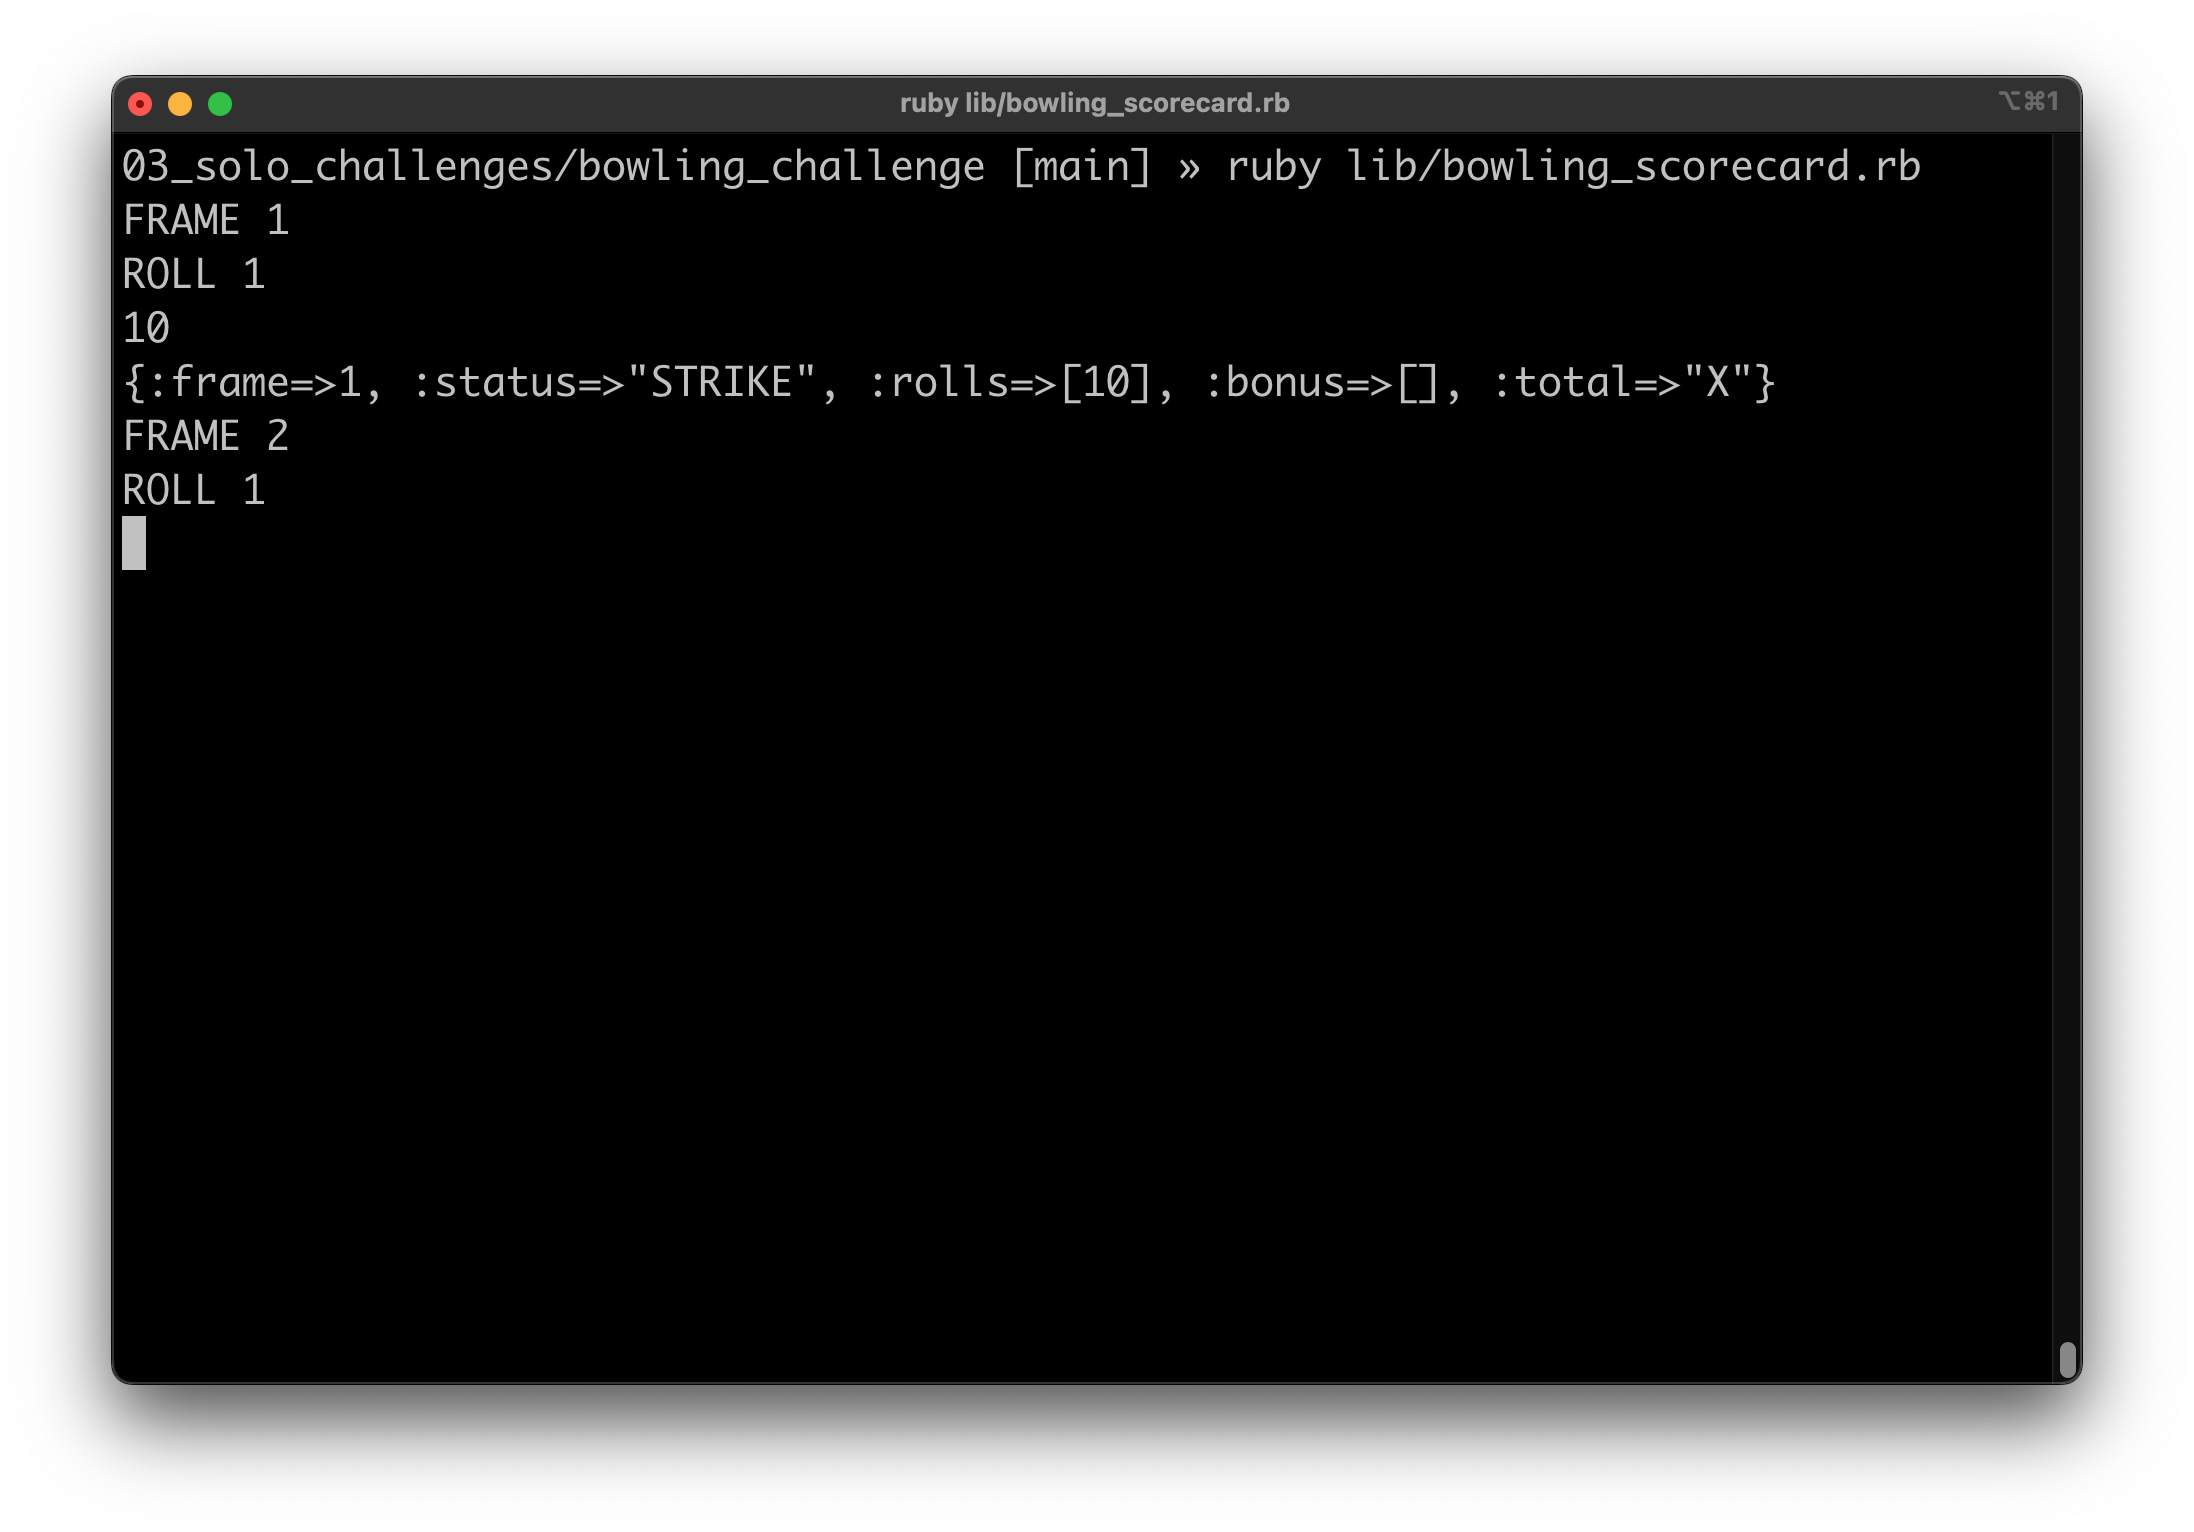 ruby lib/bowling_scorecard.rb
⌥⌘1
03_solo_challenges/bowling_challenge [main] » ruby lib/bowling_scorecard.rb
FRAME 1
ROLL 1
10
{:frame=>1, :status=>"STRIKE", :rolls=>[10], :bonus=>[], :total=>"X"}
FRAME 2
ROLL 1